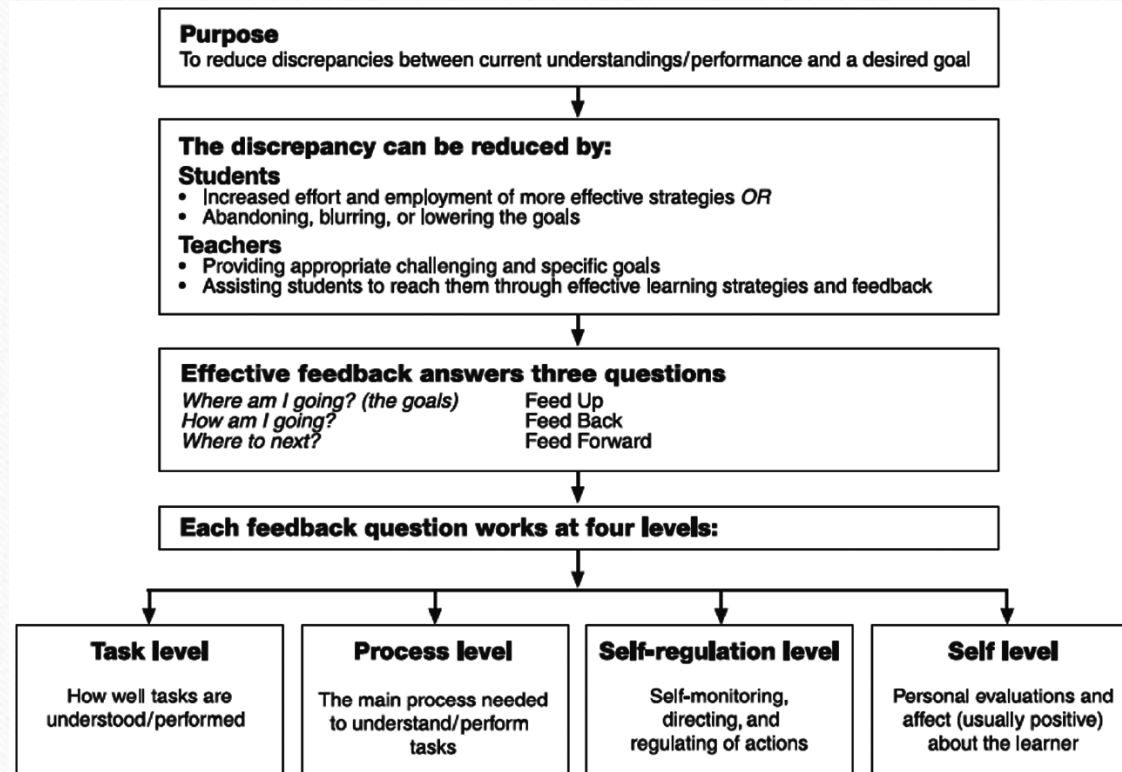 Purpose
To reduce discrepancies between current understandings/performance and a desired goal
The discrepancy can be reduced by:
Students
• Increased effort and employment of more effective strategies OR
• Abandoning, blurring, or lowering the goals
Teachers
• Providing appropriate challenging and specific goals
• Assisting students to reach them through effective learning strategies and feedback
Effective feedback answers three questions
Where am I going? (the goals) Feed Up
How am I going? Feed Back
Where to next? Feed Forward
Each feedback question works at four levels:
Task level
How well tasks are
understood/performed
Process level
The main process needed
to understand/perform
tasks
Self-regulation level
Self-monitoring,
directing, and
regulating of actions
Self level
Personal evaluations and
affect (usually positive)
about the learner